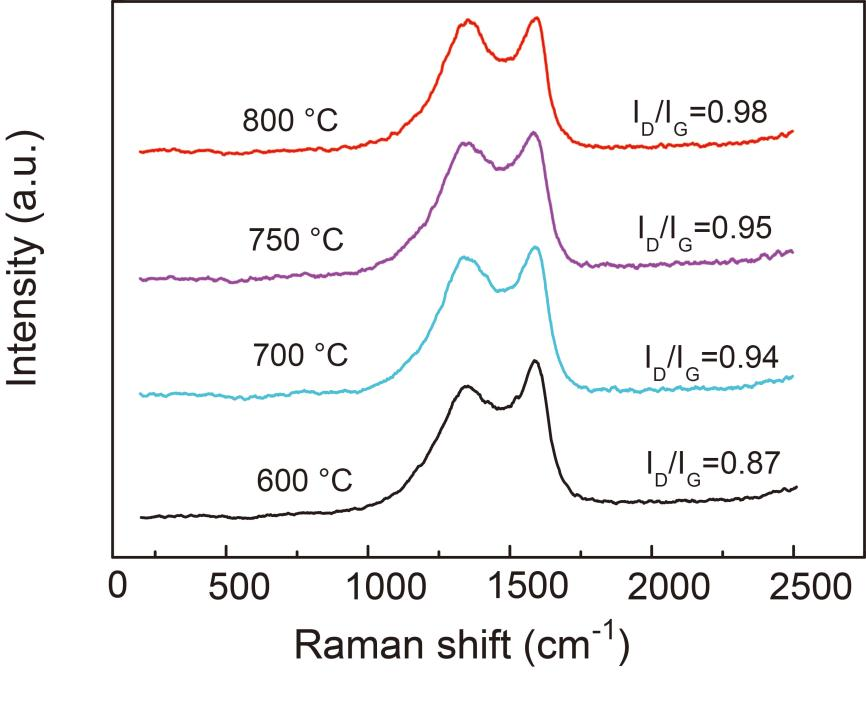 Intensity (a.u.)
800 °C
I_D/I_G=0.98
750 °C
I_D/I_G=0.95
700 °C
I_D/I_G=0.94
600 °C
I_D/I_G=0.87
0 500 1000 1500 2000 2500
Raman shift (cm⁻¹)